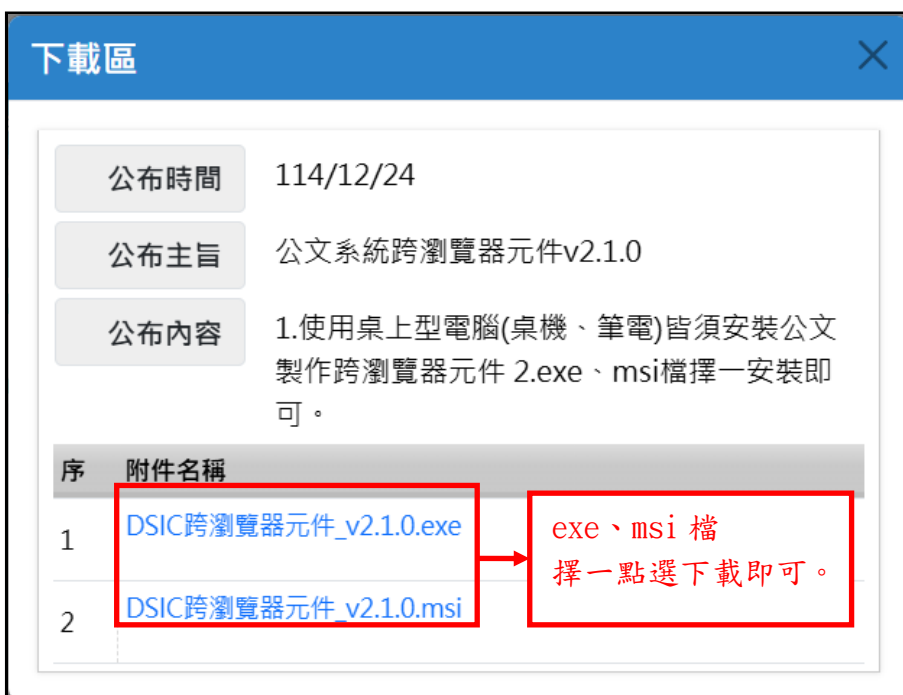 下載區
公布時間 114/12/24
公布主旨 公文系統跨瀏覽器元件v2.1.0
公布內容 1.使用桌上型電腦(桌機、筆電)皆須安裝公文
製作跨瀏覽器元件 2.exe、msi檔擇一安裝即
可。
序 附件名稱
1 DSIC跨瀏覽器元件_v2.1.0.exe
2 DSIC跨瀏覽器元件_v2.1.0.msi
exe、msi 檔
擇一點選下載即可。